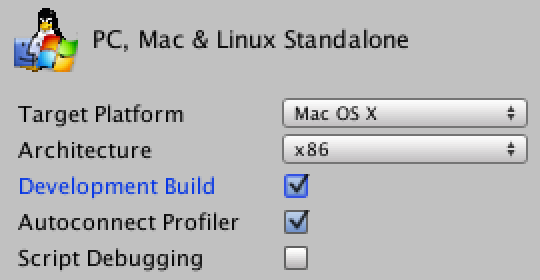 PC, Mac & Linux Standalone
Target Platform Mac OS X
Architecture x86
Development Build
Autoconnect Profiler
Script Debugging